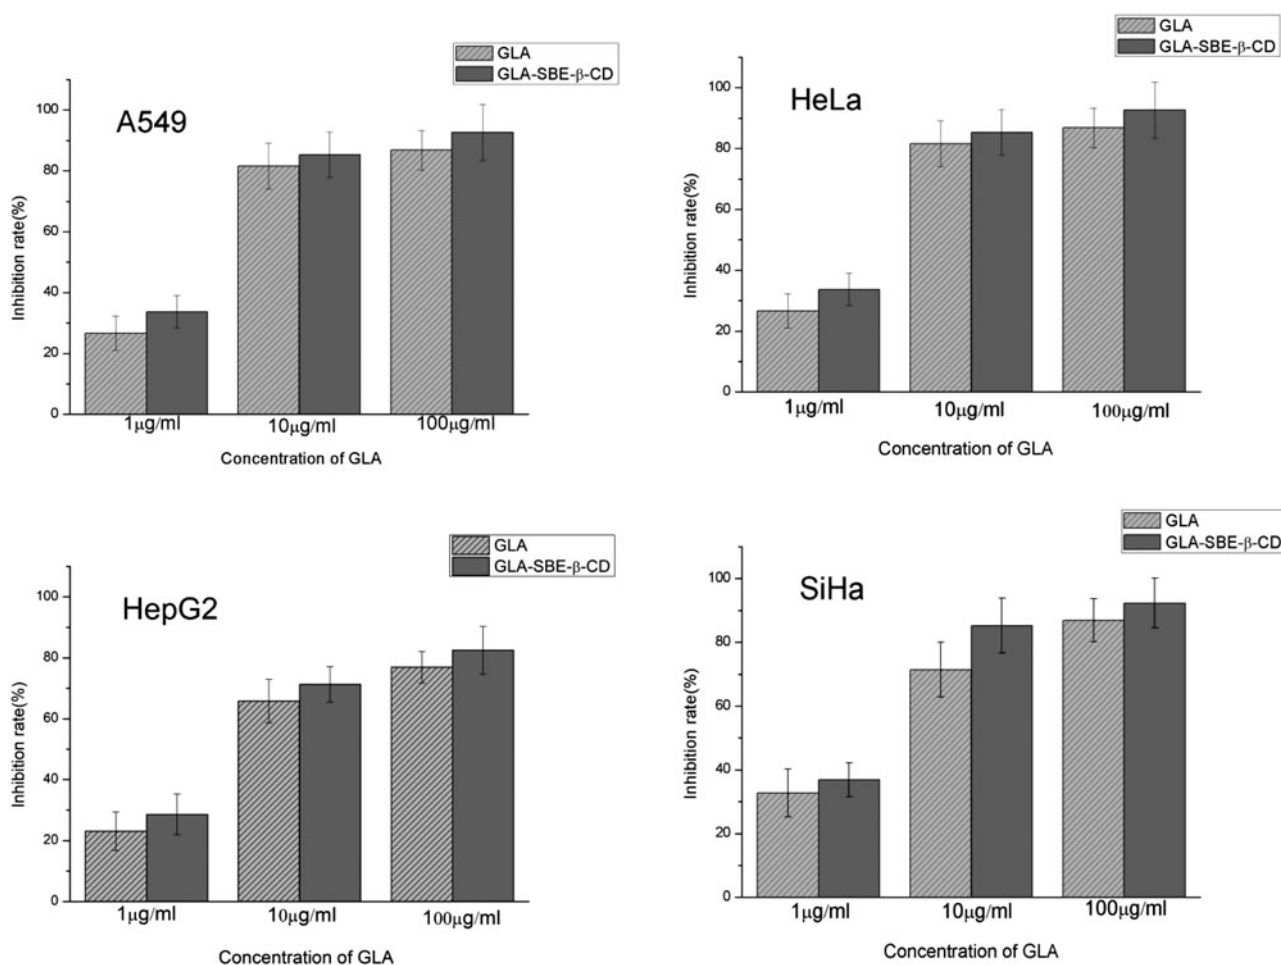 GLA
GLA-SBE-β-CD
A549
Inhibition rate(%)
100
80
60
40
20
0
1μg/ml
10μg/ml
100μg/ml
Concentration of GLA
GLA
GLA-SBE-β-CD
HeLa
Inhibition rate(%)
100
80
60
40
20
0
1μg/ml
10μg/ml
100μg/ml
Concentration of GLA
GLA
GLA-SBE-β-CD
HepG2
Inhibition rate(%)
100
80
60
40
20
0
1μg/ml
10μg/ml
100μg/ml
Concentration of GLA
GLA
GLA-SBE-β-CD
SiHa
Inhibition rate(%)
100
80
60
40
20
0
1μg/ml
10μg/ml
100μg/ml
Concentration of GLA